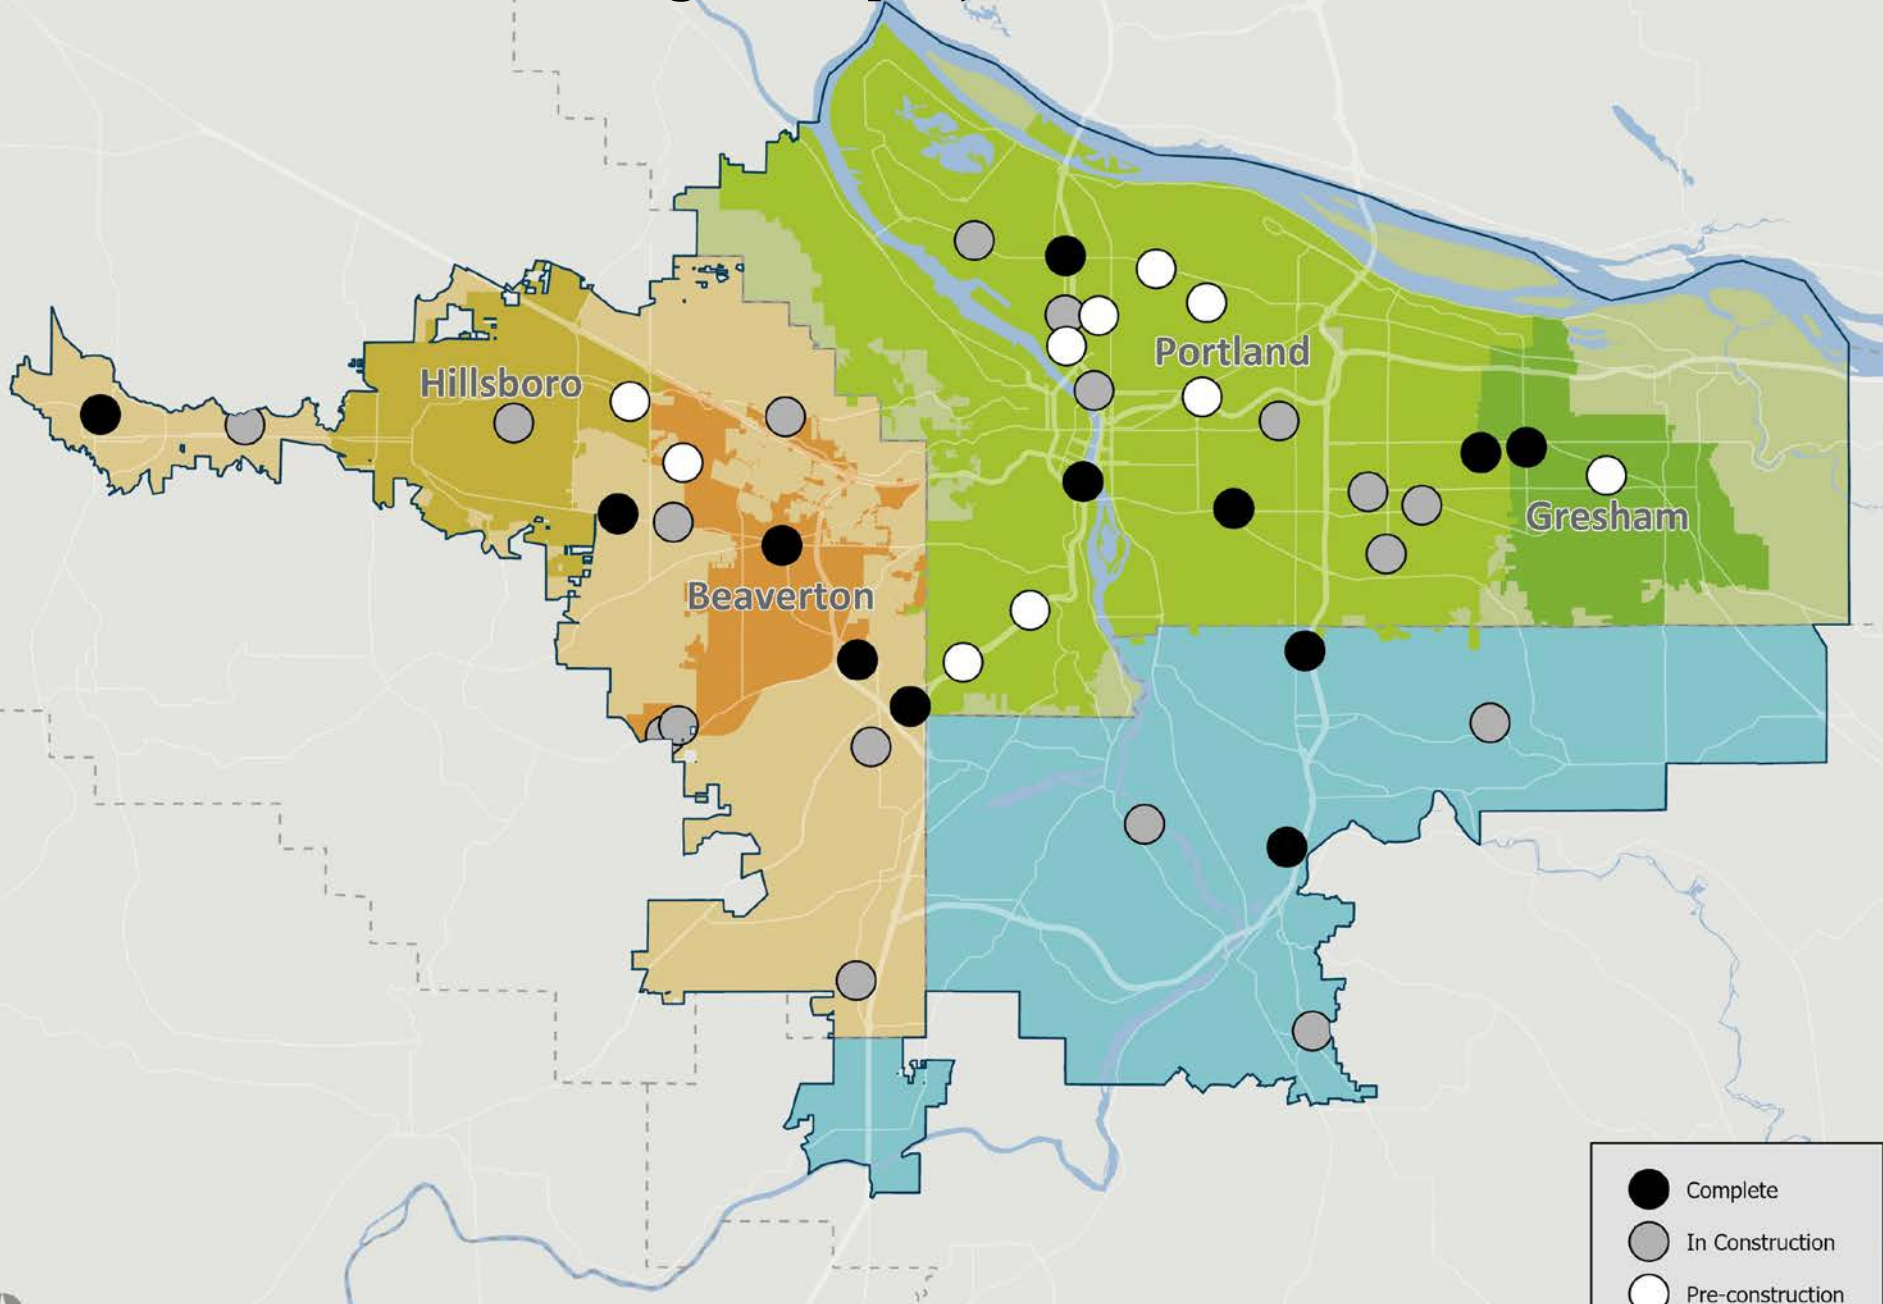 Portland
Hillsboro
Gresham
Beaverton
Complete
In Construction
Pre-construction